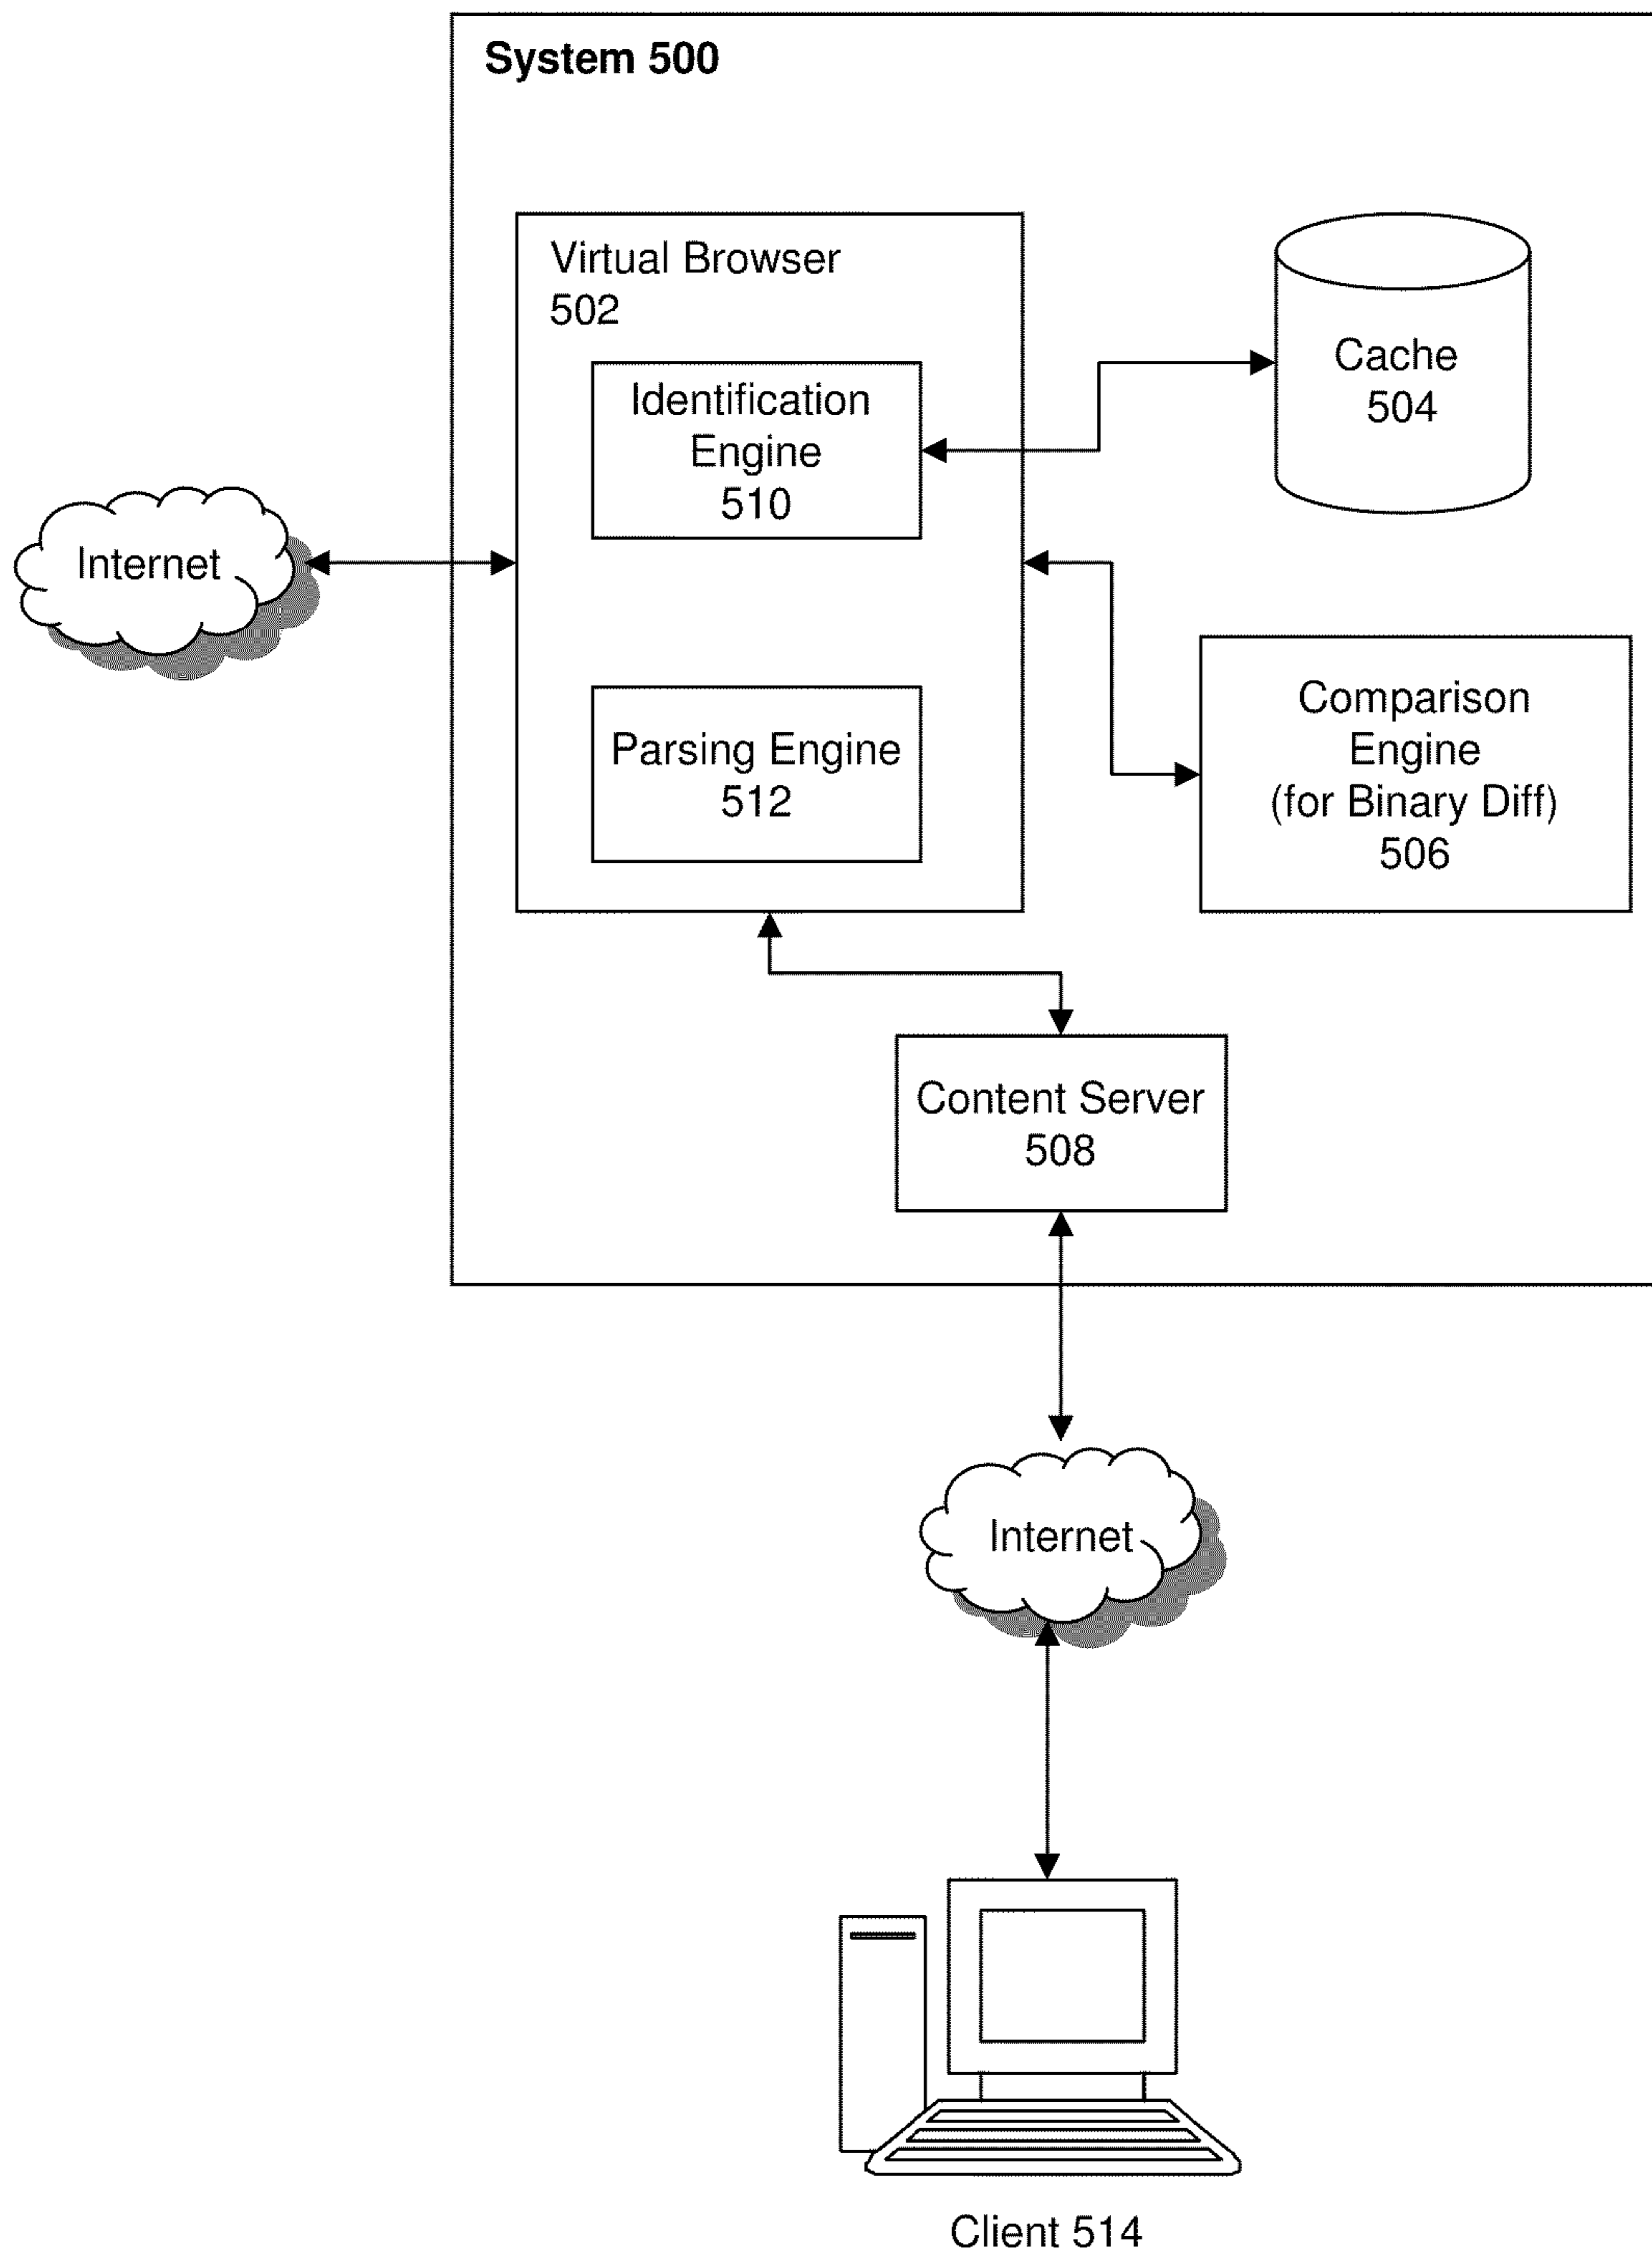 System 500
Virtual Browser
502
Identification
Engine
510
Cache
504
Internet
Parsing Engine
512
Comparison
Engine
(for Binary Diff)
506
Content Server
508
Internet
Client 514